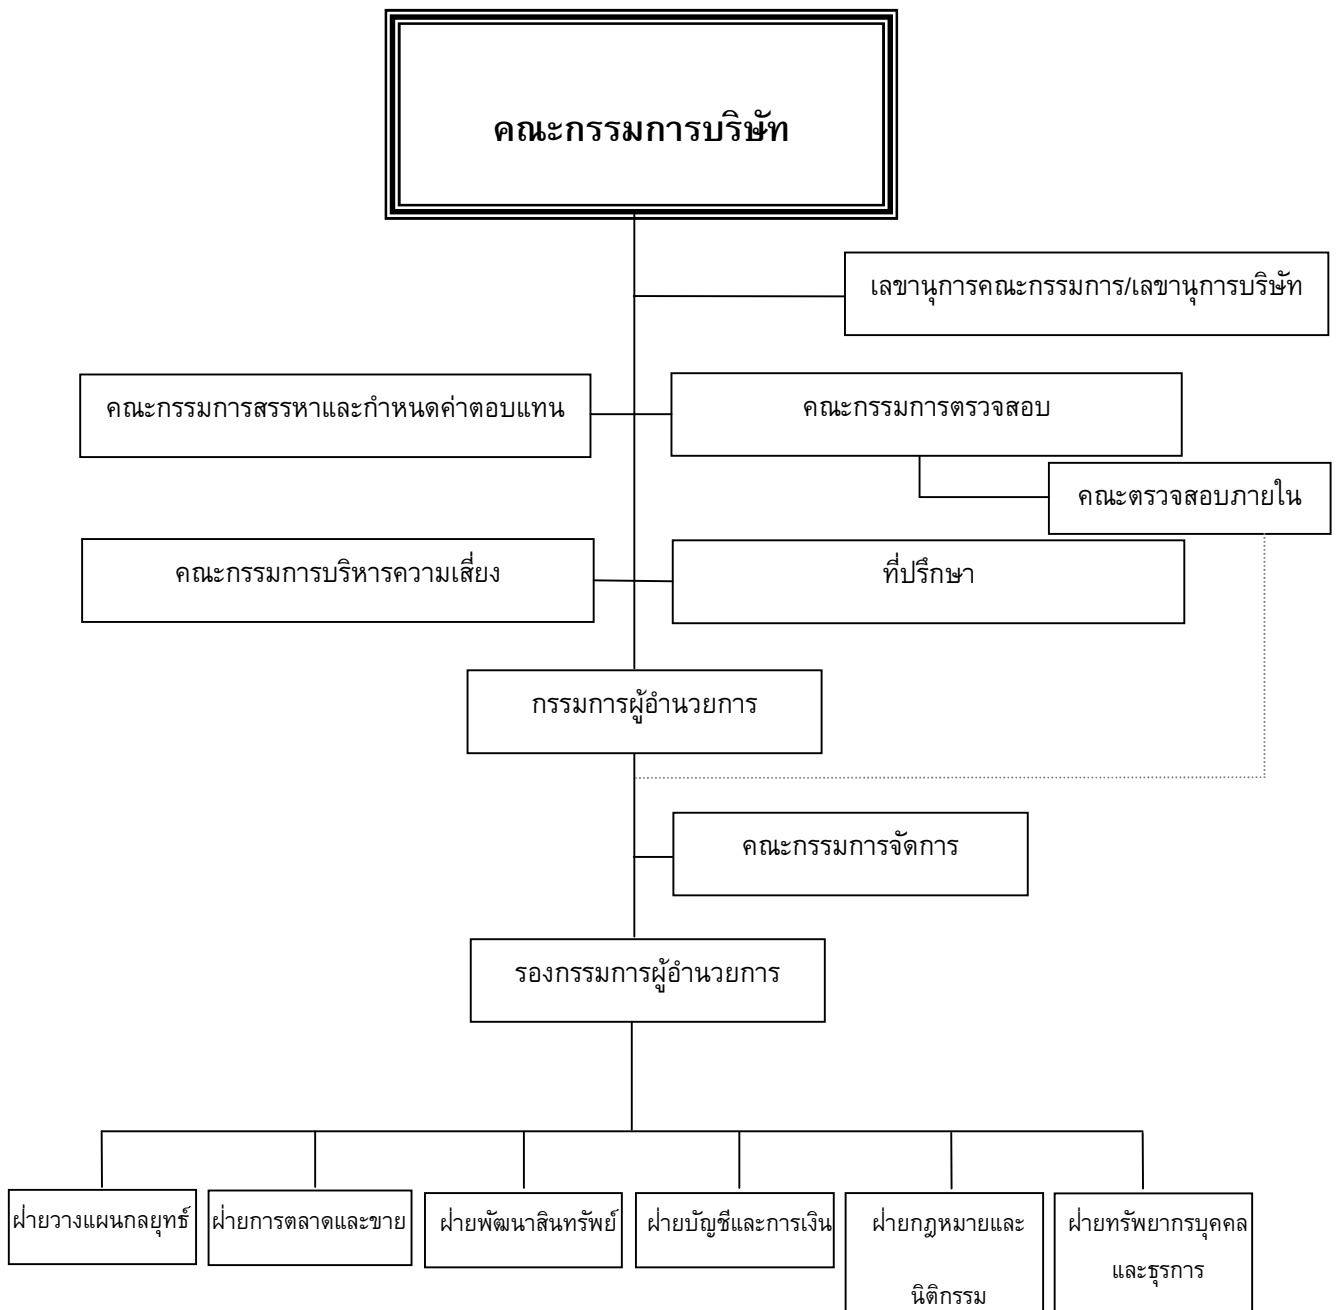 คณะกรรมการบริษัท
เลขานุการคณะกรรมการ/เลขานุการบริษัท
คณะกรรมการสรรหาและกำหนดค่าตอบแทน
คณะกรรมการตรวจสอบ
คณะตรวจสอบภายใน
คณะกรรมการบริหารความเสี่ยง
ที่ปรึกษา
กรรมการผู้อำนวยการ
คณะกรรมการจัดการ
รองกรรมการผู้อำนวยการ
ฝ่ายวางแผนกลยุทธ์
ฝ่ายการตลาดและขาย
ฝ่ายพัฒนาสินทรัพย์
ฝ่ายบัญชีและการเงิน
ฝ่ายกฎหมายและ
นิติกรรม
ฝ่ายทรัพยากรบุคคล
และธุรการ